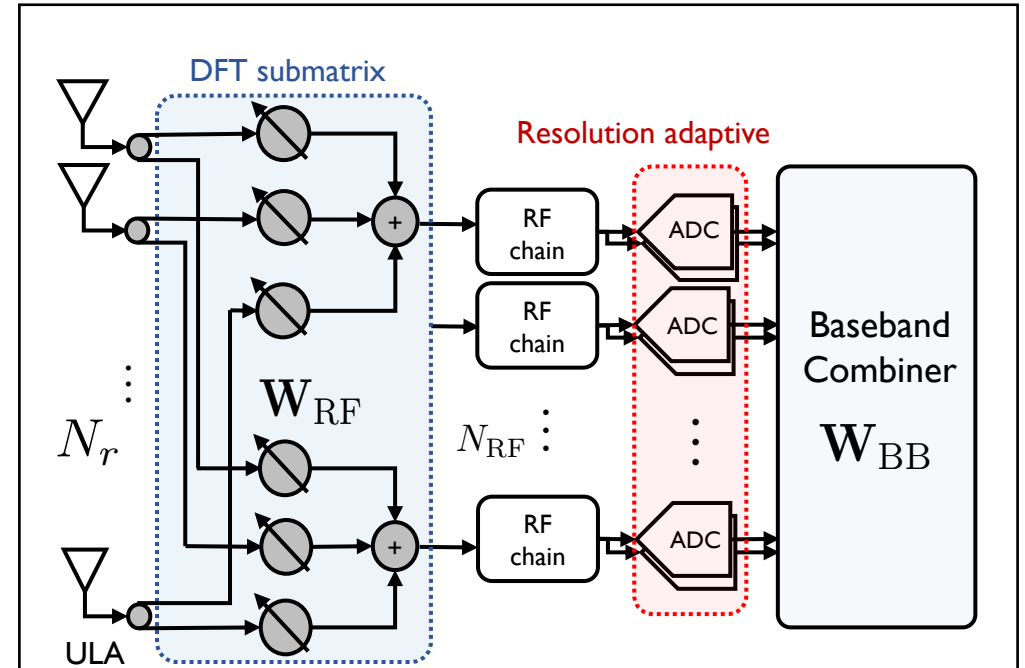 DFT submatrix
Resolution adaptive
+
RF
chain
ADC
RF
chain
ADC
Baseband
Combiner
W_BB
W_RF
N_r
N_RF
+
RF
chain
ADC
ULA